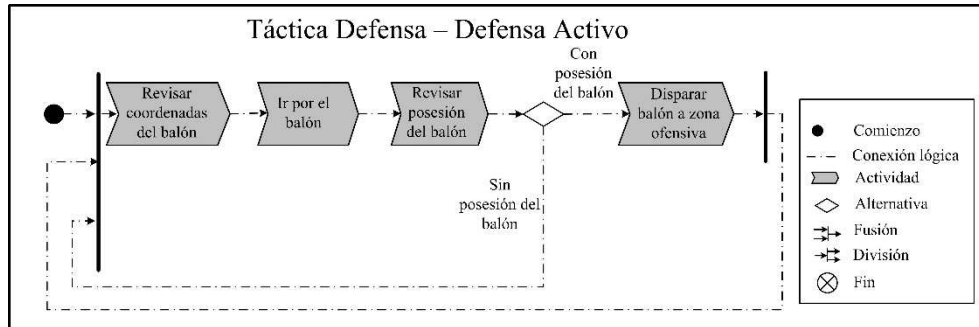 Táctica Defensa – Defensa Activo
Revisar
coordenadas
del balón
Ir por el
balón
Revisar
posesión
del balón
Con
posesión
del balón
Disparar
balón a zona
ofensiva
Sin
posesión del
balón
Comienzo
Conexión lógica
Actividad
Alternativa
Fusión
División
Fin